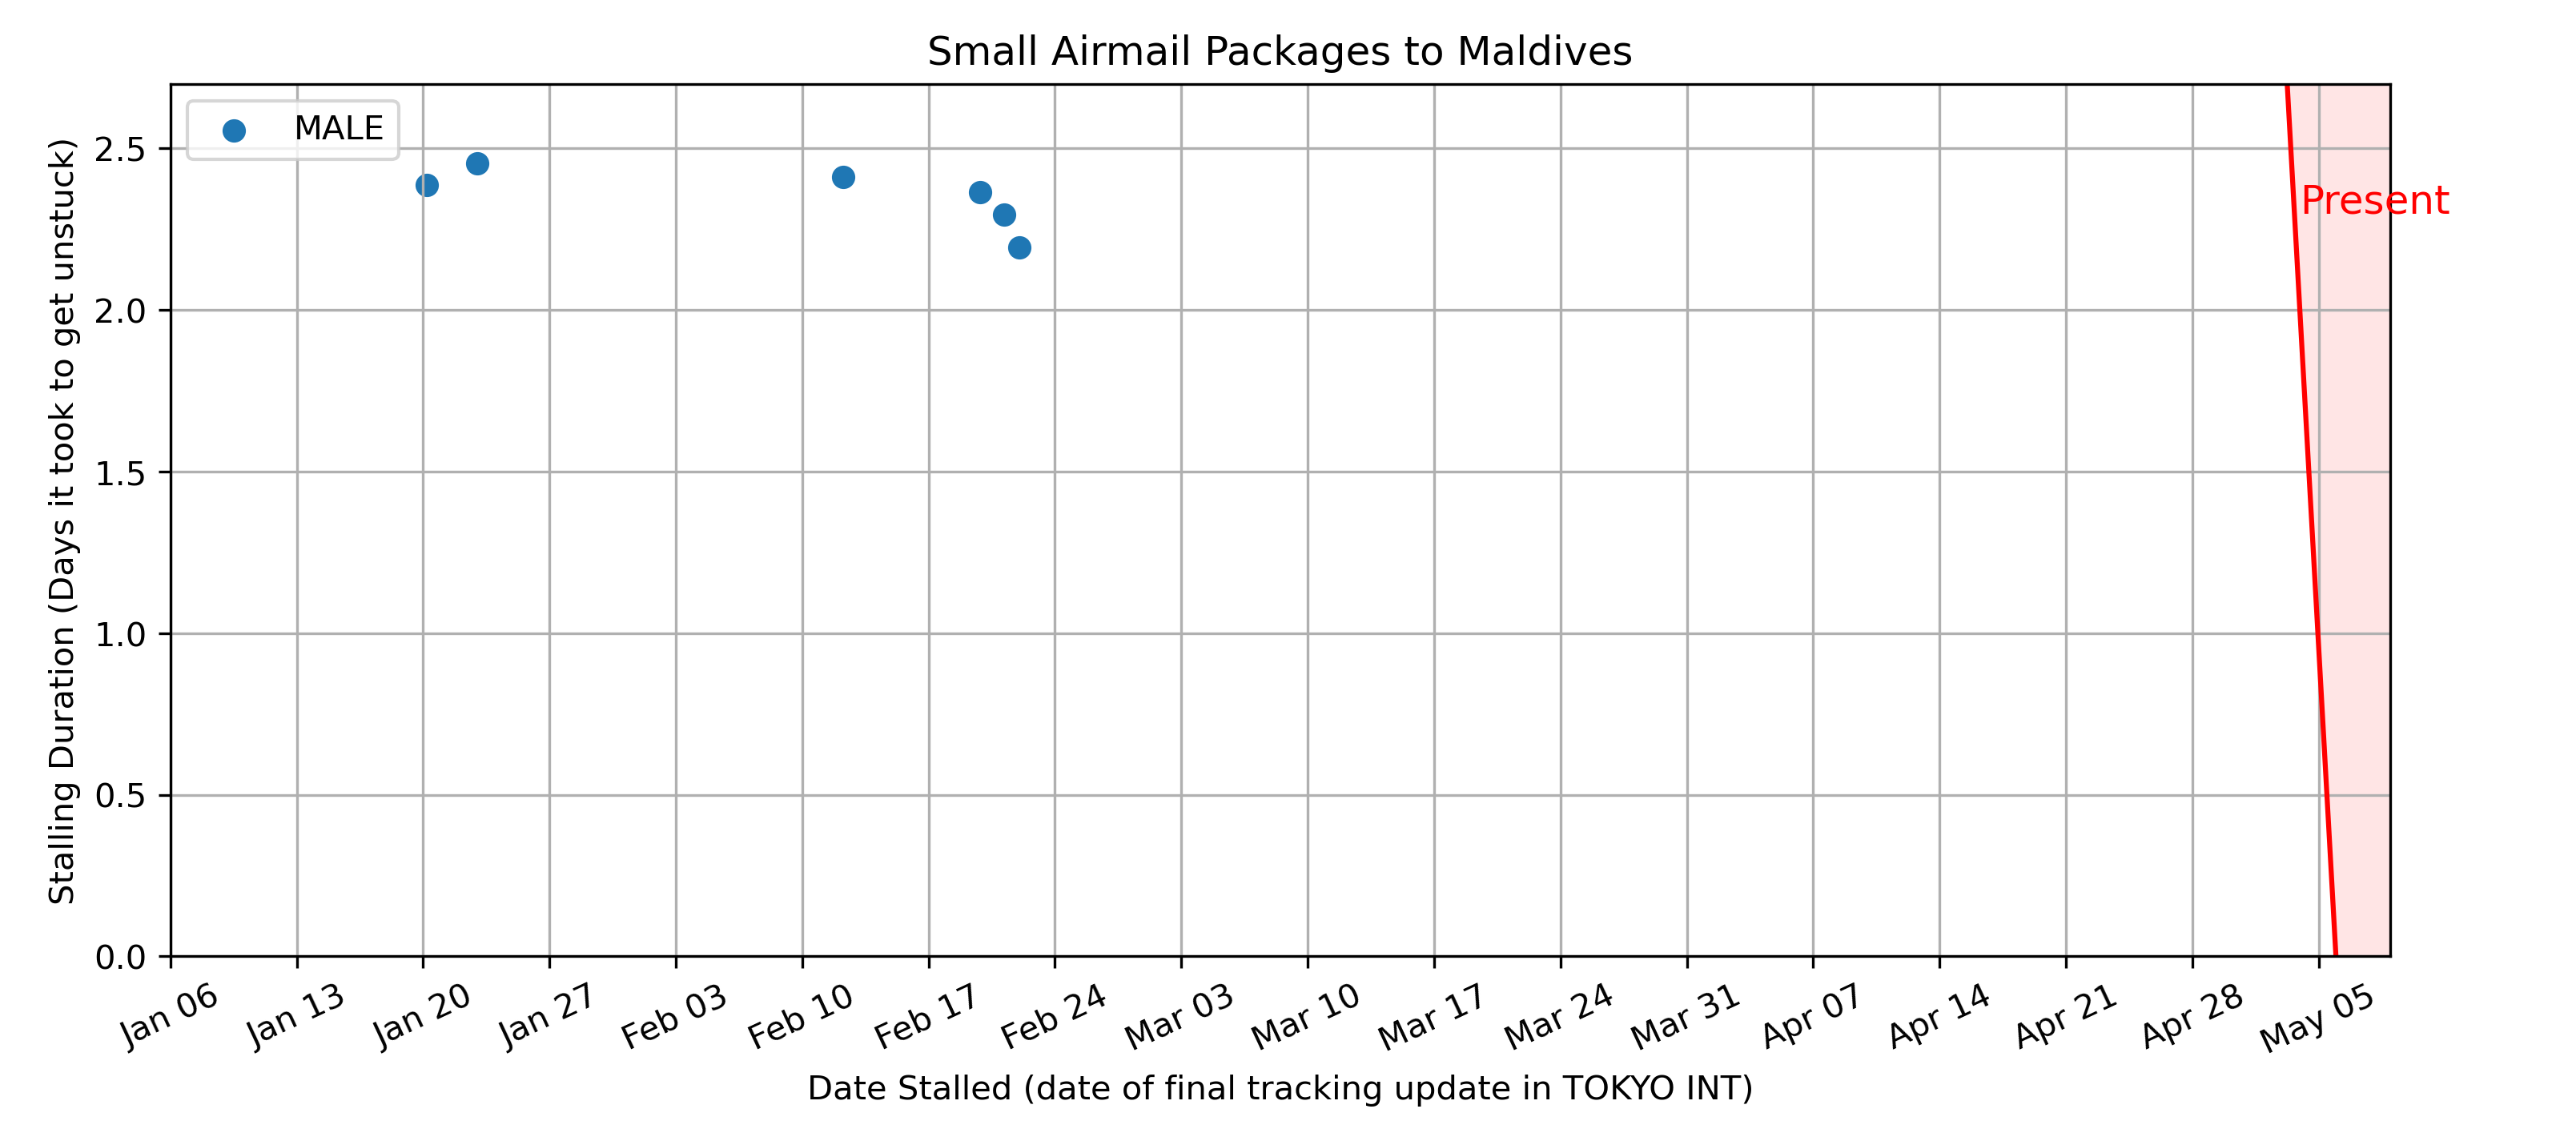 Small Airmail Packages to Maldives
MALE
Present
Stalling Duration (Days it took to get unstuck)
2.5
2.0
1.5
1.0
0.5
0.0
Jan 06
Jan 13
Jan 20
Jan 27
Feb 03
Feb 10
Feb 17
Feb 24
Mar 03
Mar 10
Mar 17
Mar 24
Mar 31
Apr 07
Apr 14
Apr 21
Apr 28
May 05
Date Stalled (date of final tracking update in TOKYO INT)